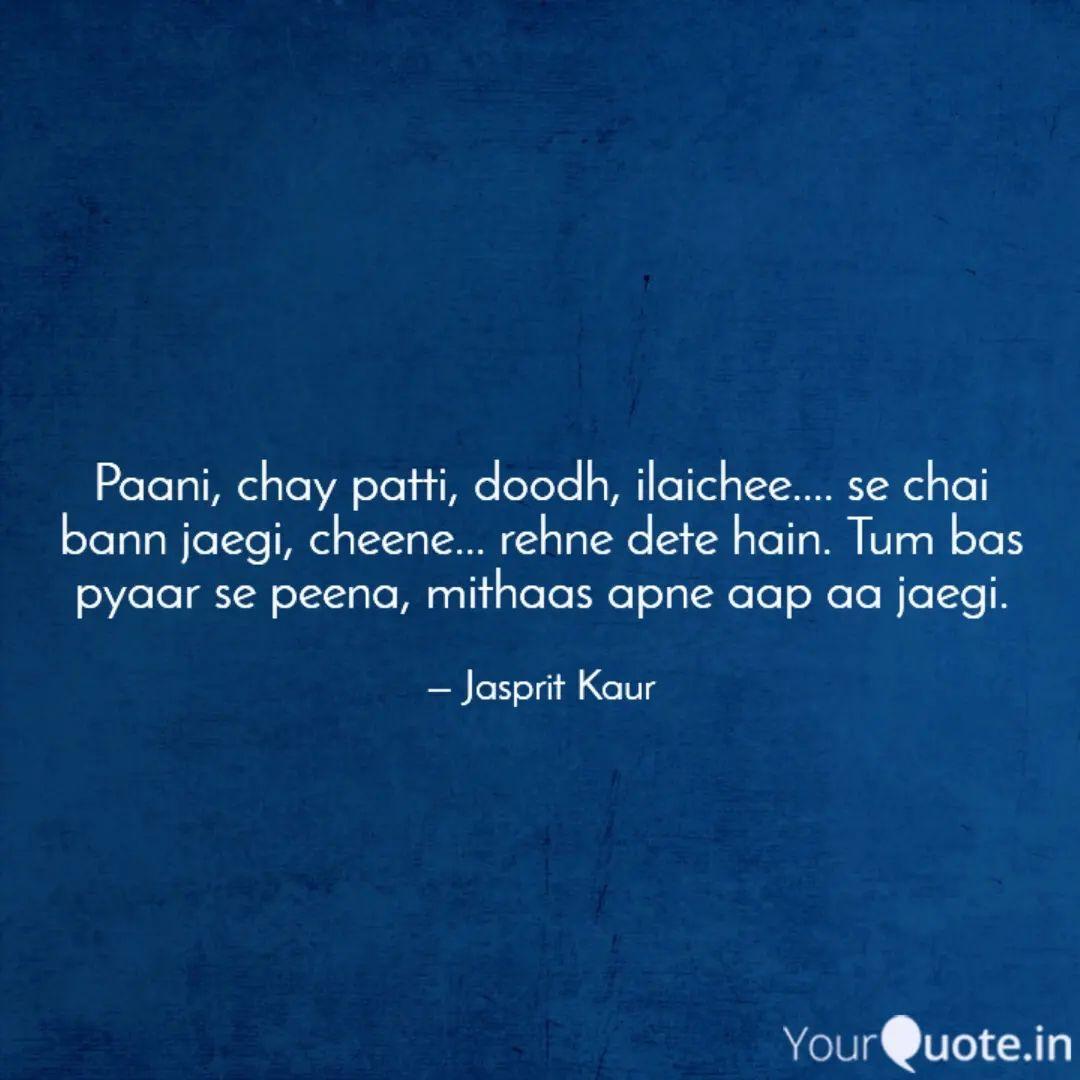 Paani, chay patti, doodh, ilaichee.... se chai
bann jaegi, cheene... rehne dete hain. Tum bas
pyaar se peena, mithaas apne aap aa jaegi.
– Jasprit Kaur
YourQuote.in